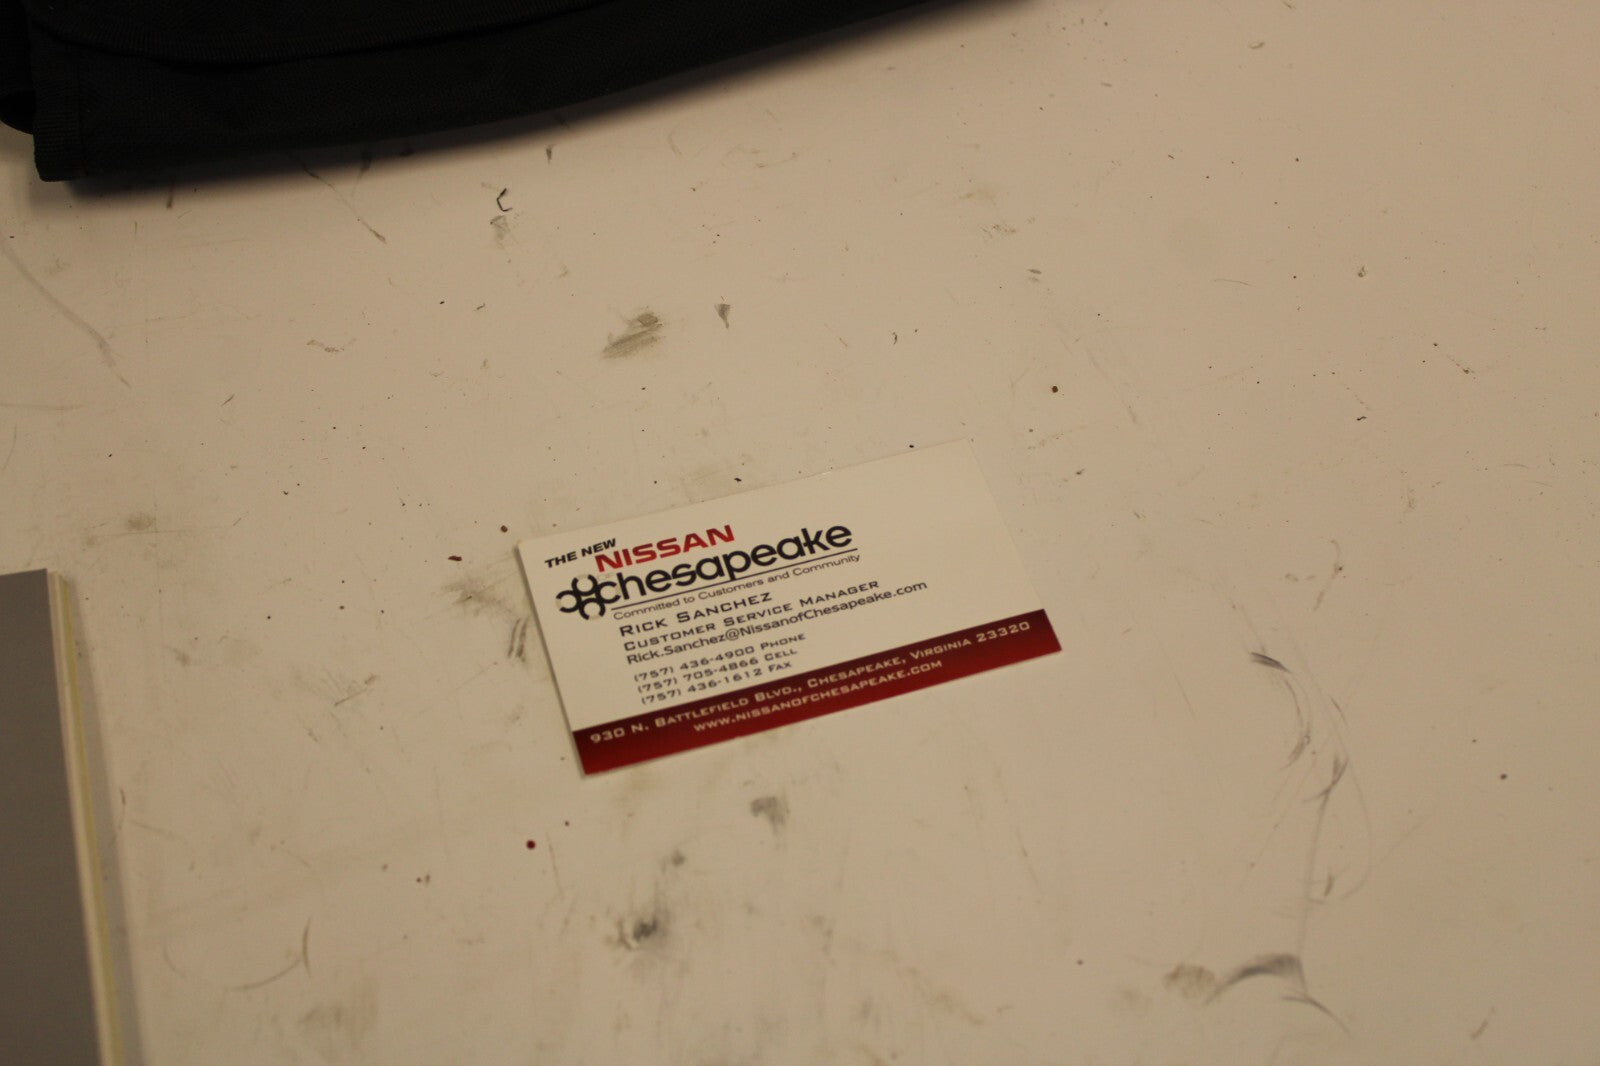 THE NEW
NISSAN
chesapeake
Committed to Customers and Community
RICK SANCHEZ
CUSTOMER SERVICE MANAGER
Rick.Sanchez@NissanofChesapeake.com
(757) 436-4900 PHONE
(757) 705-4866 CELL
(757) 436-1612 FAX
930 N. BATTLEFIELD BLVD., CHESAPEAKE, VIRGINIA 23320
WWW.NISSANOFCHESAPEAKE.COM